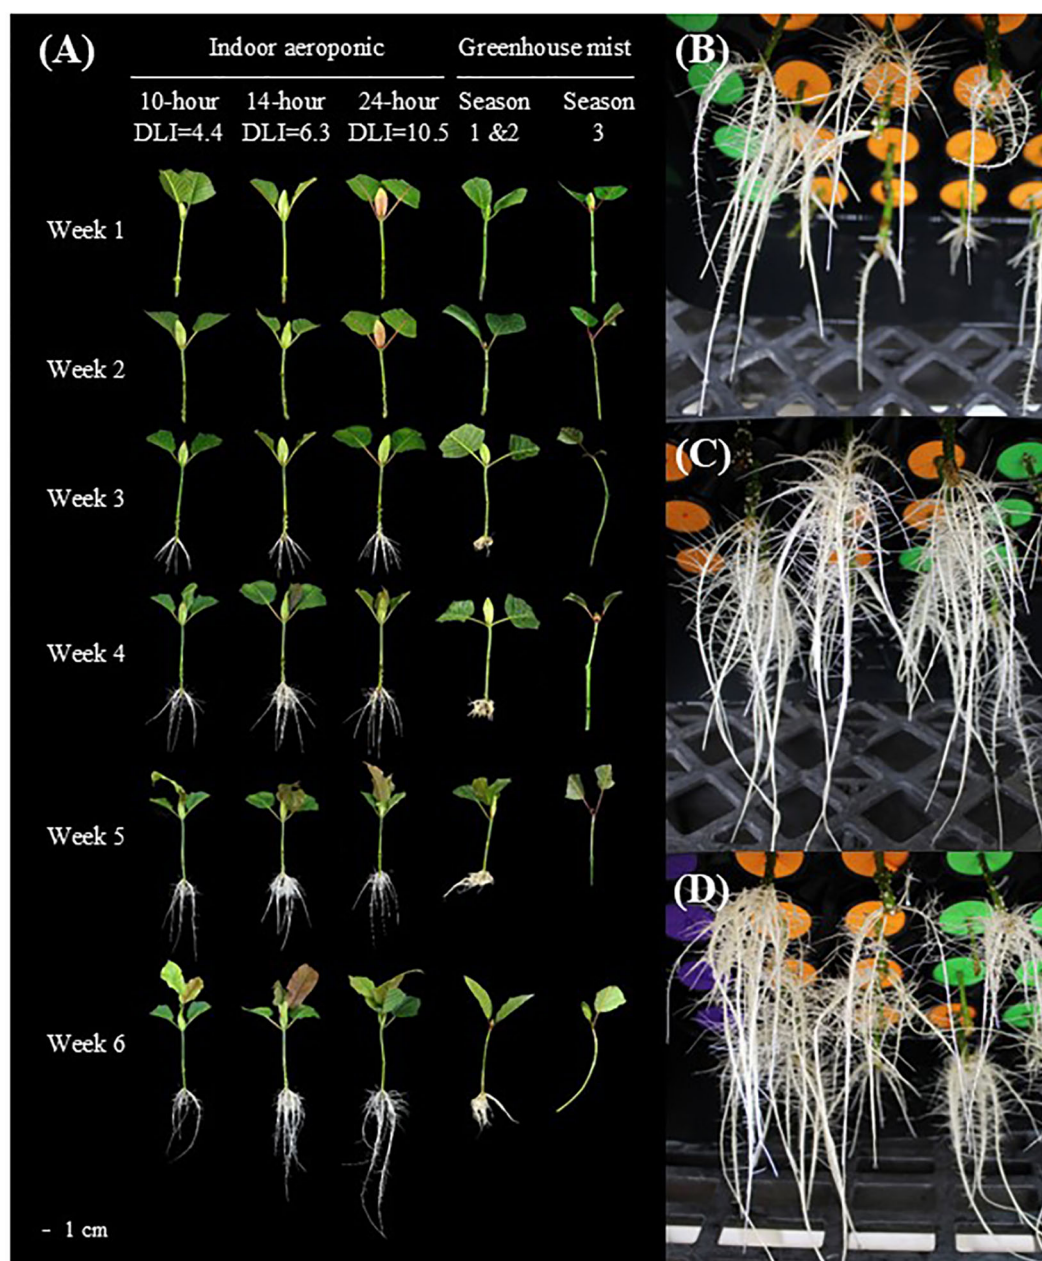 (A)
Indoor aeroponic
Greenhouse mist
10-hour
DLI=4.4
14-hour
DLI=6.3
24-hour
DLI=10.5
Season
1 &2
Season
3
Week 1
Week 2
Week 3
Week 4
Week 5
Week 6
- 1 cm
(B)
(C)
(D)